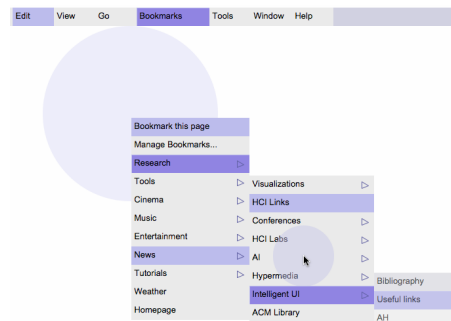 Edit View Go Bookmarks Tools Window Help
Bookmark this page
Manage Bookmarks...
Research
Tools
Cinema
Music
Entertainment
News
Tutorials
Weather
Homepage
Visualizations
HCI Links
Conferences
HCI Labs
AI
Hypermedia
Intelligent UI
ACM Library
Bibliography
Useful links
AH